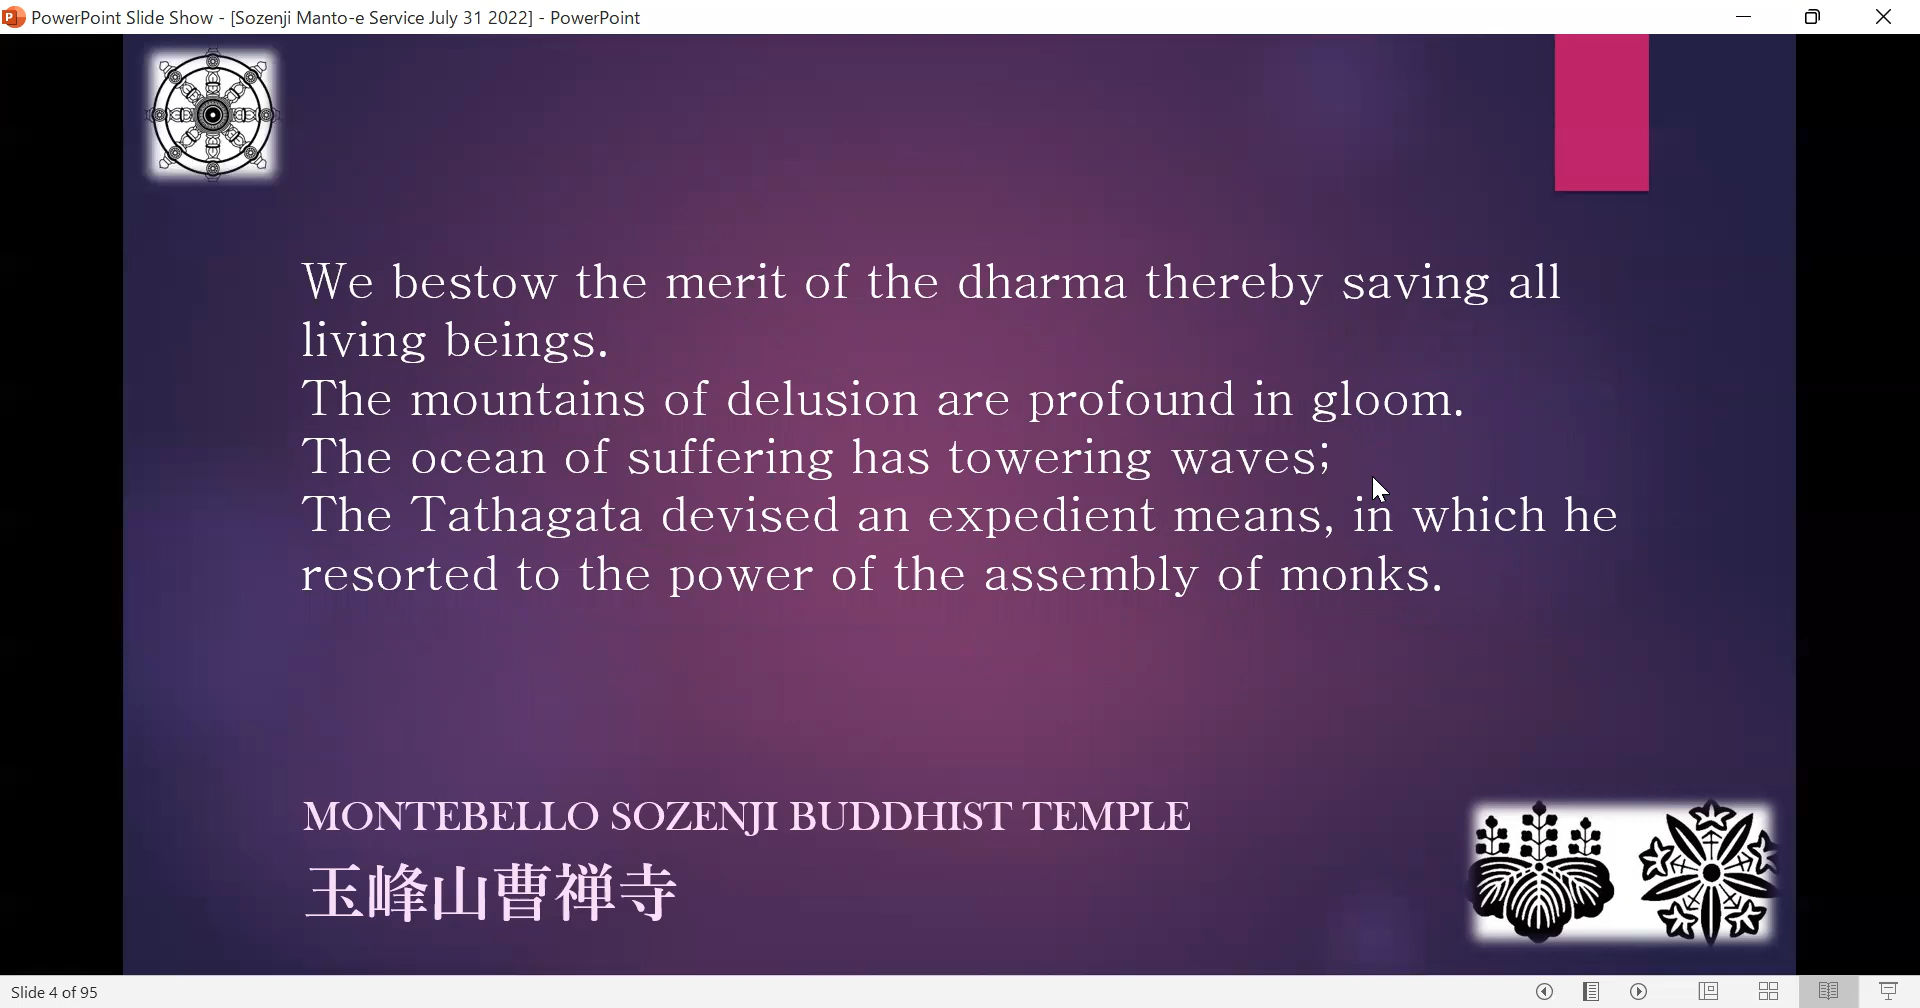 PowerPoint Slide Show - [Sozenji Manto-e Service July 31 2022] - PowerPoint
We bestow the merit of the dharma thereby saving all
living beings.
The mountains of delusion are profound in gloom.
The ocean of suffering has towering waves;
The Tathagata devised an expedient means, in which he
resorted to the power of the assembly of monks.
MONTEBELLO SOZENJI BUDDHIST TEMPLE
玉峰山曹禅寺
Slide 4 of 95